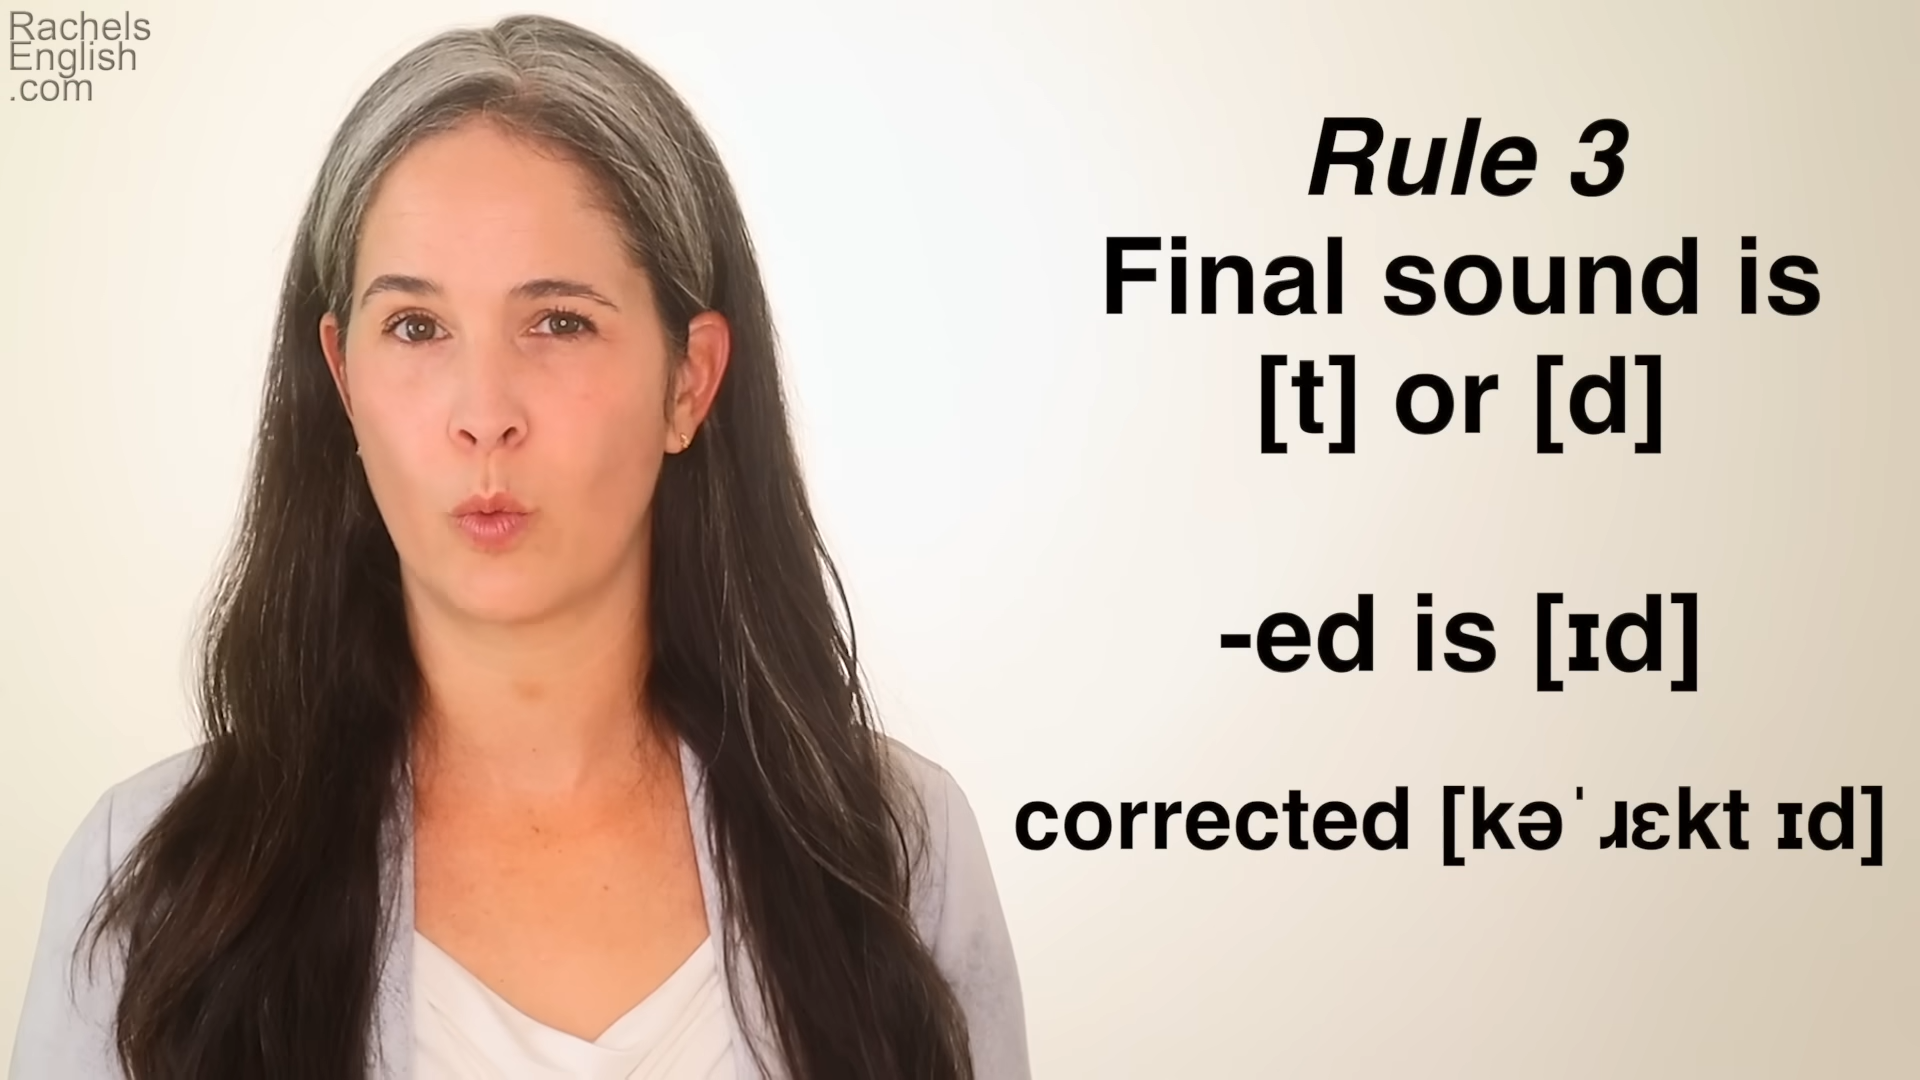 Rachels
English
.com
Rule 3
Final sound is
[t] or [d]
-ed is [ɪd]
corrected [kəˈɹɛkt ɪd]